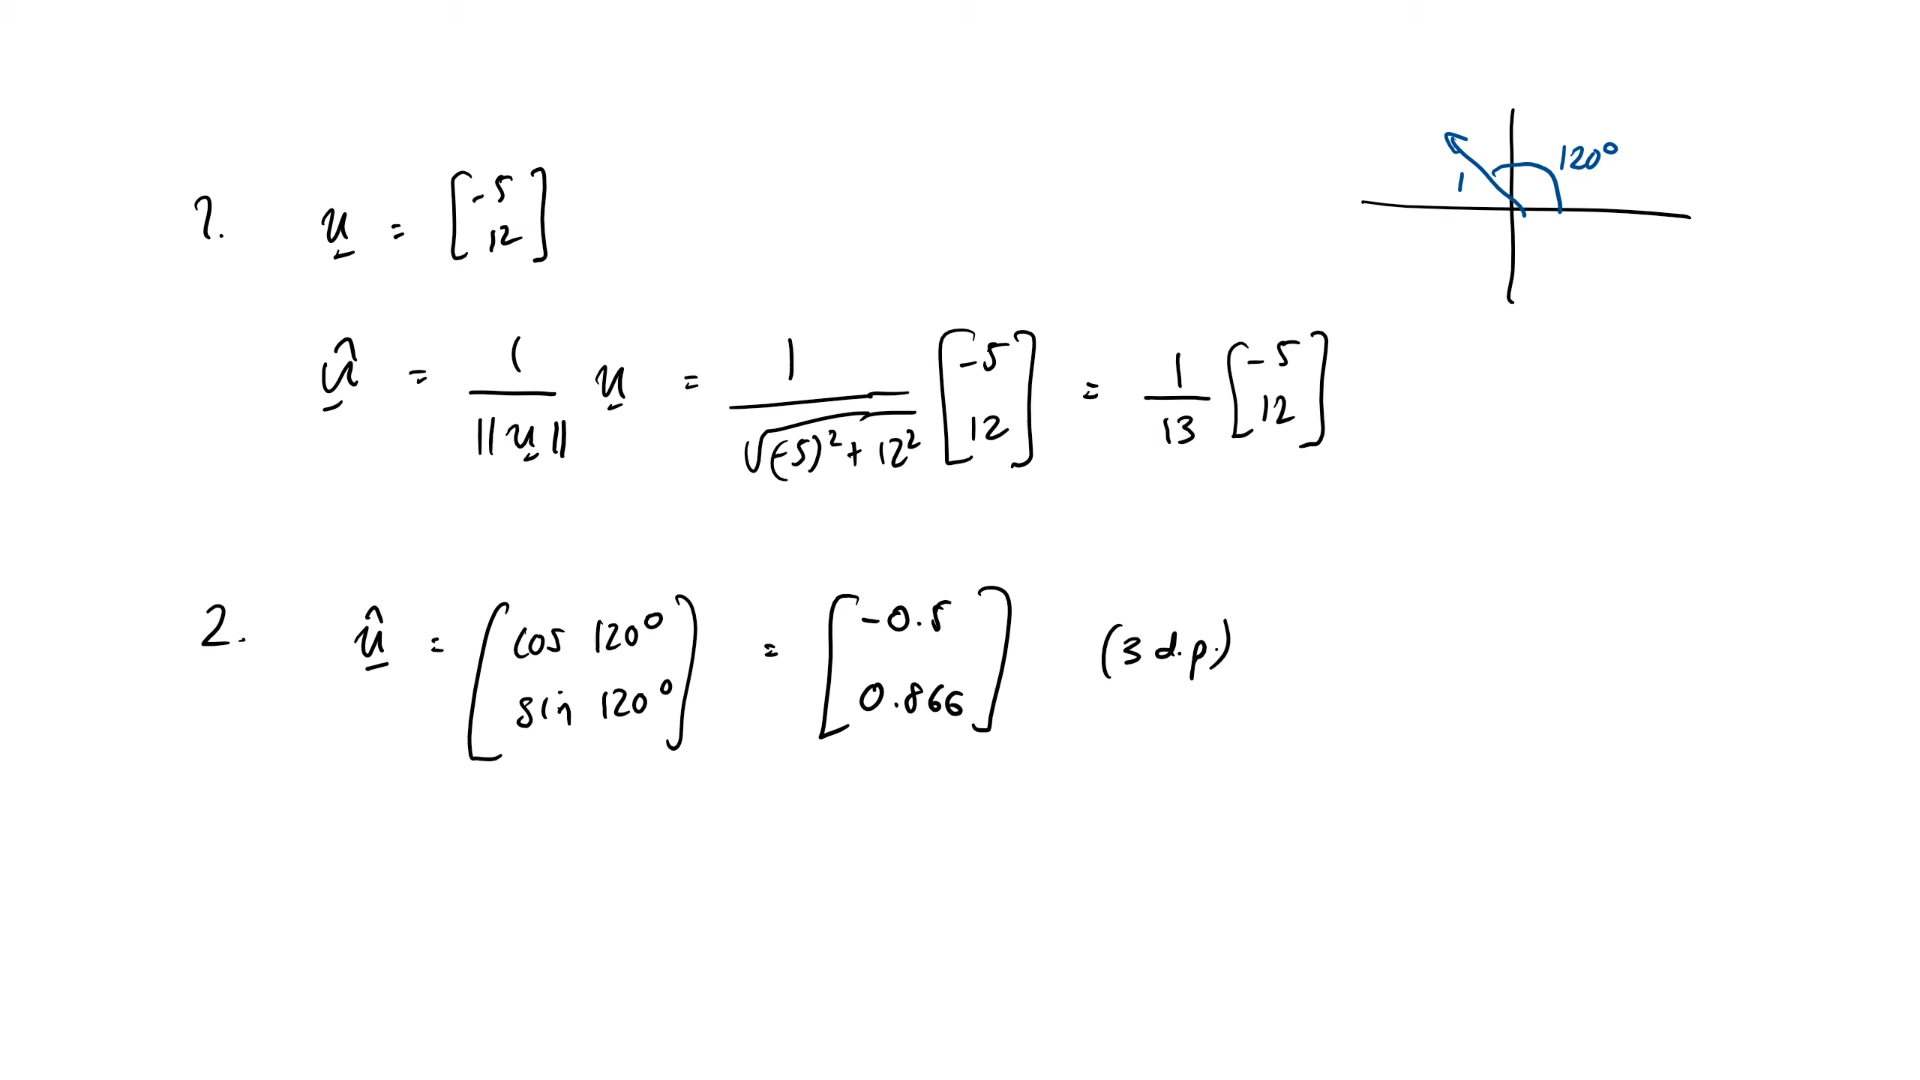 1. u = [-5 12]
120°
1
û = 1/||u|| u = 1/√((-5)² + 12²) [-5 12] = 1/13 [-5 12]
2. û = [cos 120° sin 120°] = [-0.5 0.866] (3 d.p.)